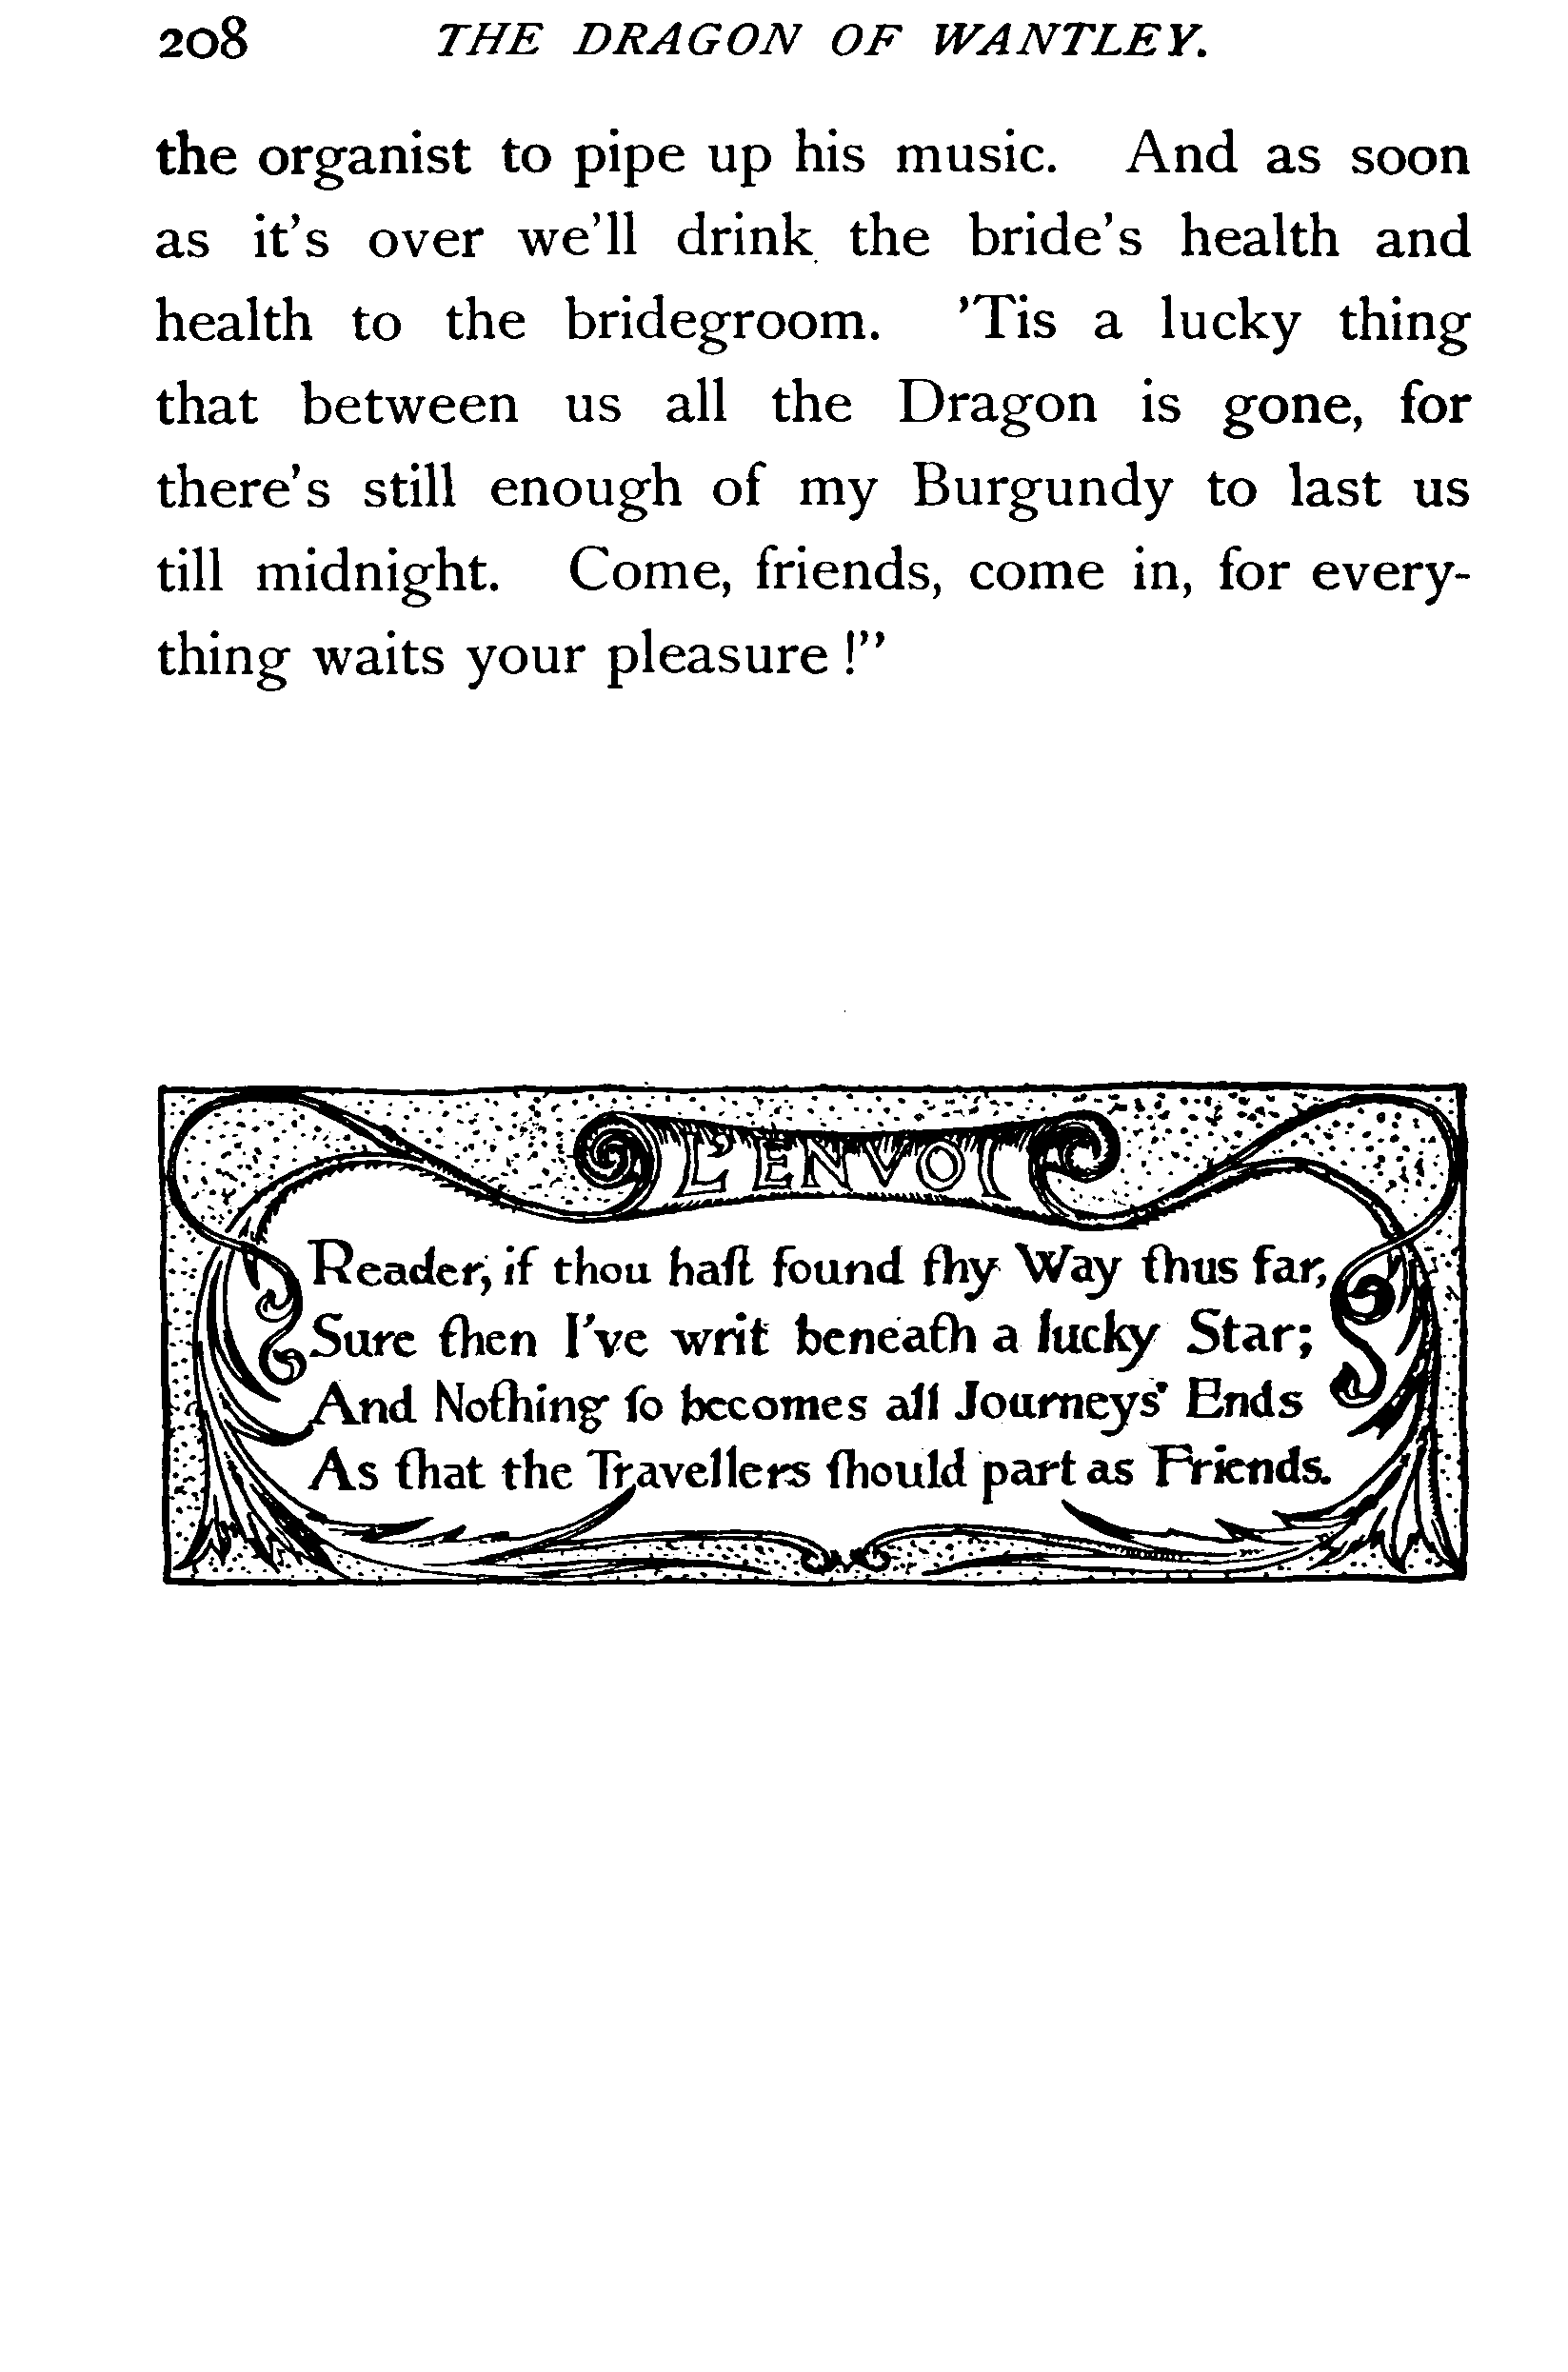 208 THE DRAGON OF WANTLEY.
the organist to pipe up his music. And as soon
as it's over we'll drink the bride's health and
health to the bridegroom. 'Tis a lucky thing
that between us all the Dragon is gone, for
there's still enough of my Burgundy to last us
till midnight. Come, friends, come in, for every-
thing waits your pleasure !”
L'ENVOI
Reader, if thou haſt found thy Way thus far,
Sure then I've writ beneath a lucky Star;
And Nothing ſo becomes all Journeys' Ends
As that the Travellers ſhould part as Friends.